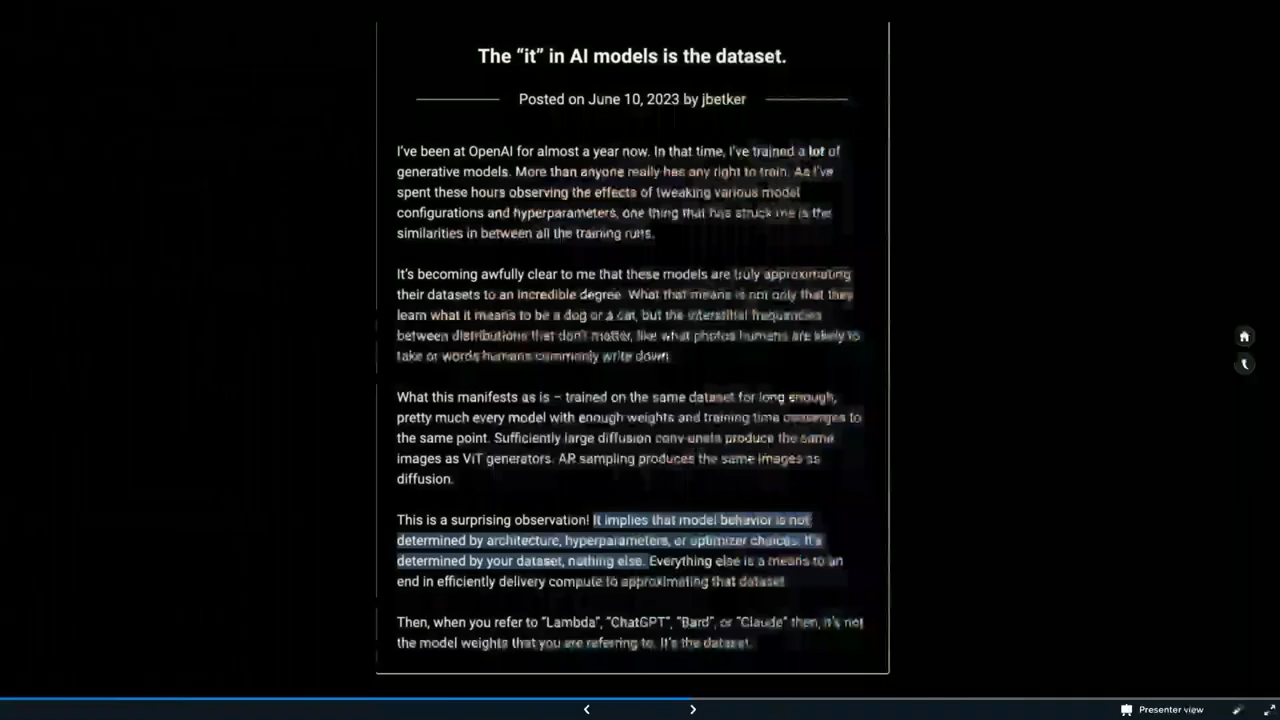 The “it” in AI models is the dataset.
Posted on June 10, 2023 by jbetker
I’ve been at OpenAI for almost a year now. In that time, I’ve trained a lot of
generative models. More than anyone really has any right to train. As I’ve
spent these hours observing the effects of tweaking various model
configurations and hyperparameters, one thing that has struck me is the
similarities in between all the training runs.
It’s becoming awfully clear to me that these models are truly approximating
their datasets to an incredible degree. What that means is not only that they
learn what it means to be a dog or a cat, but the interstitial frequencies
between distributions that don’t matter, like what photos humans are likely to
take or words humans commonly write down.
What this manifests as is – trained on the same dataset for long enough,
pretty much every model with enough weights and training time converges to
the same point. Sufficiently large diffusion conv-unets produce the same
images as ViT generators. AR sampling produces the same images as
diffusion.
This is a surprising observation! It implies that model behavior is not
determined by architecture, hyperparameters, or optimizer choices. It’s
determined by your dataset, nothing else. Everything else is a means to an
end in efficiently delivery compute to approximating that dataset.
Then, when you refer to “Lambda”, “ChatGPT”, “Bard”, or “Claude” then, it’s not
the model weights that you are referring to. It’s the dataset.
Presenter view